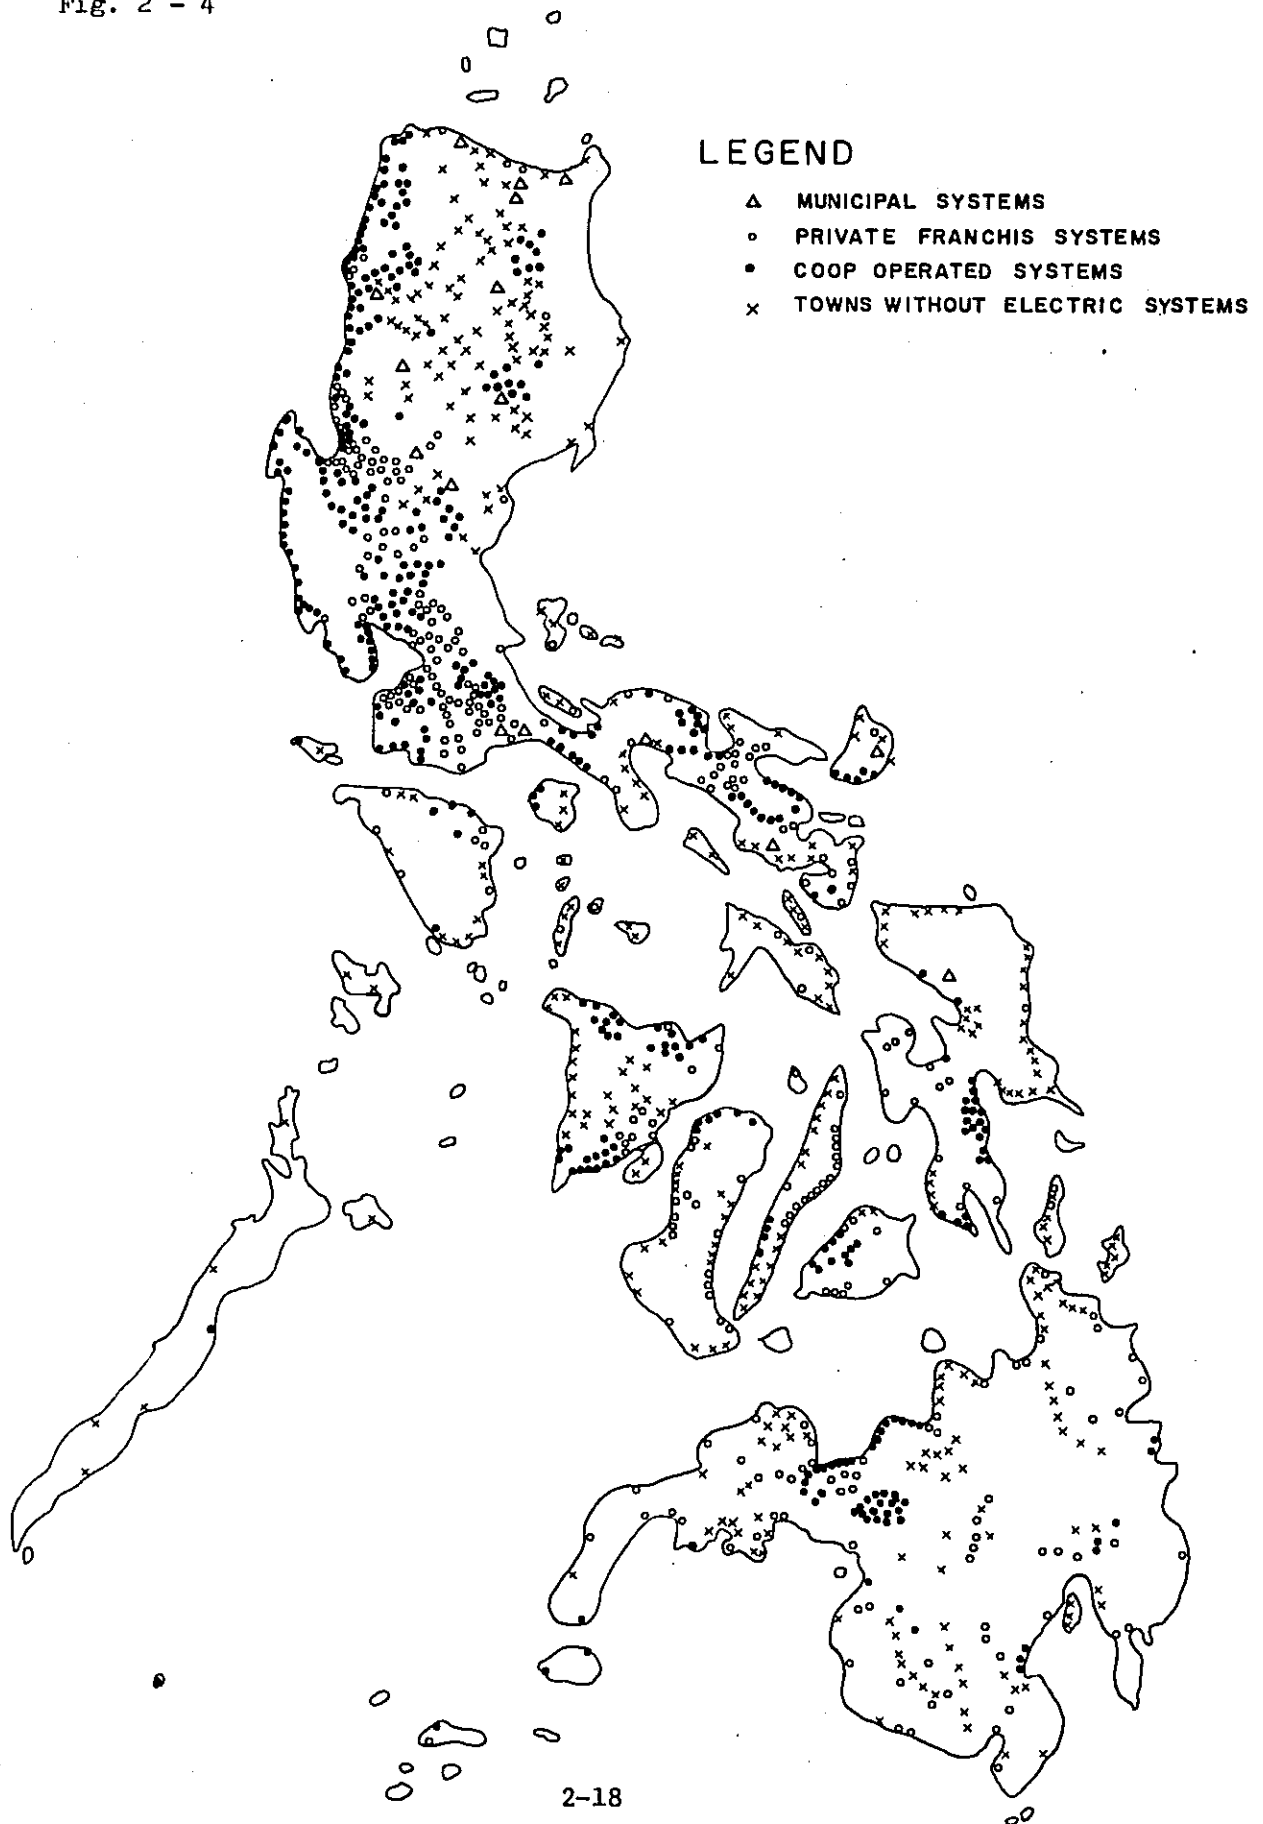 Fig. 2 - 4
LEGEND
MUNICIPAL SYSTEMS
PRIVATE FRANCHIS SYSTEMS
COOP OPERATED SYSTEMS
TOWNS WITHOUT ELECTRIC SYSTEMS
2-18